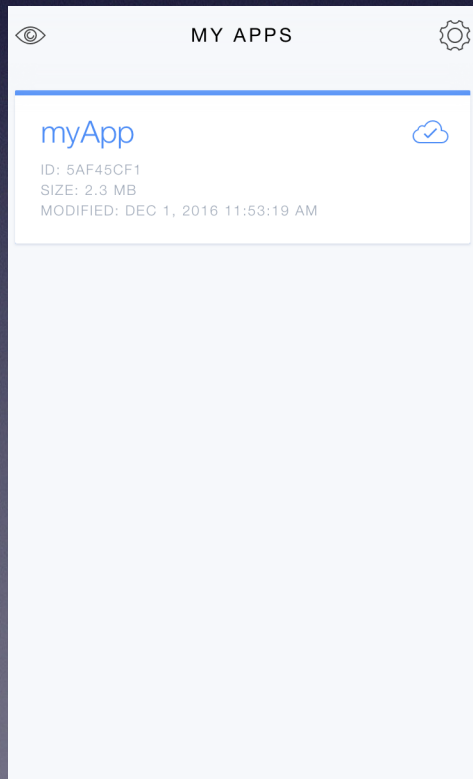 MY APPS
myApp
ID: 5AF45CF1
SIZE: 2.3 MB
MODIFIED: DEC 1, 2016 11:53:19 AM